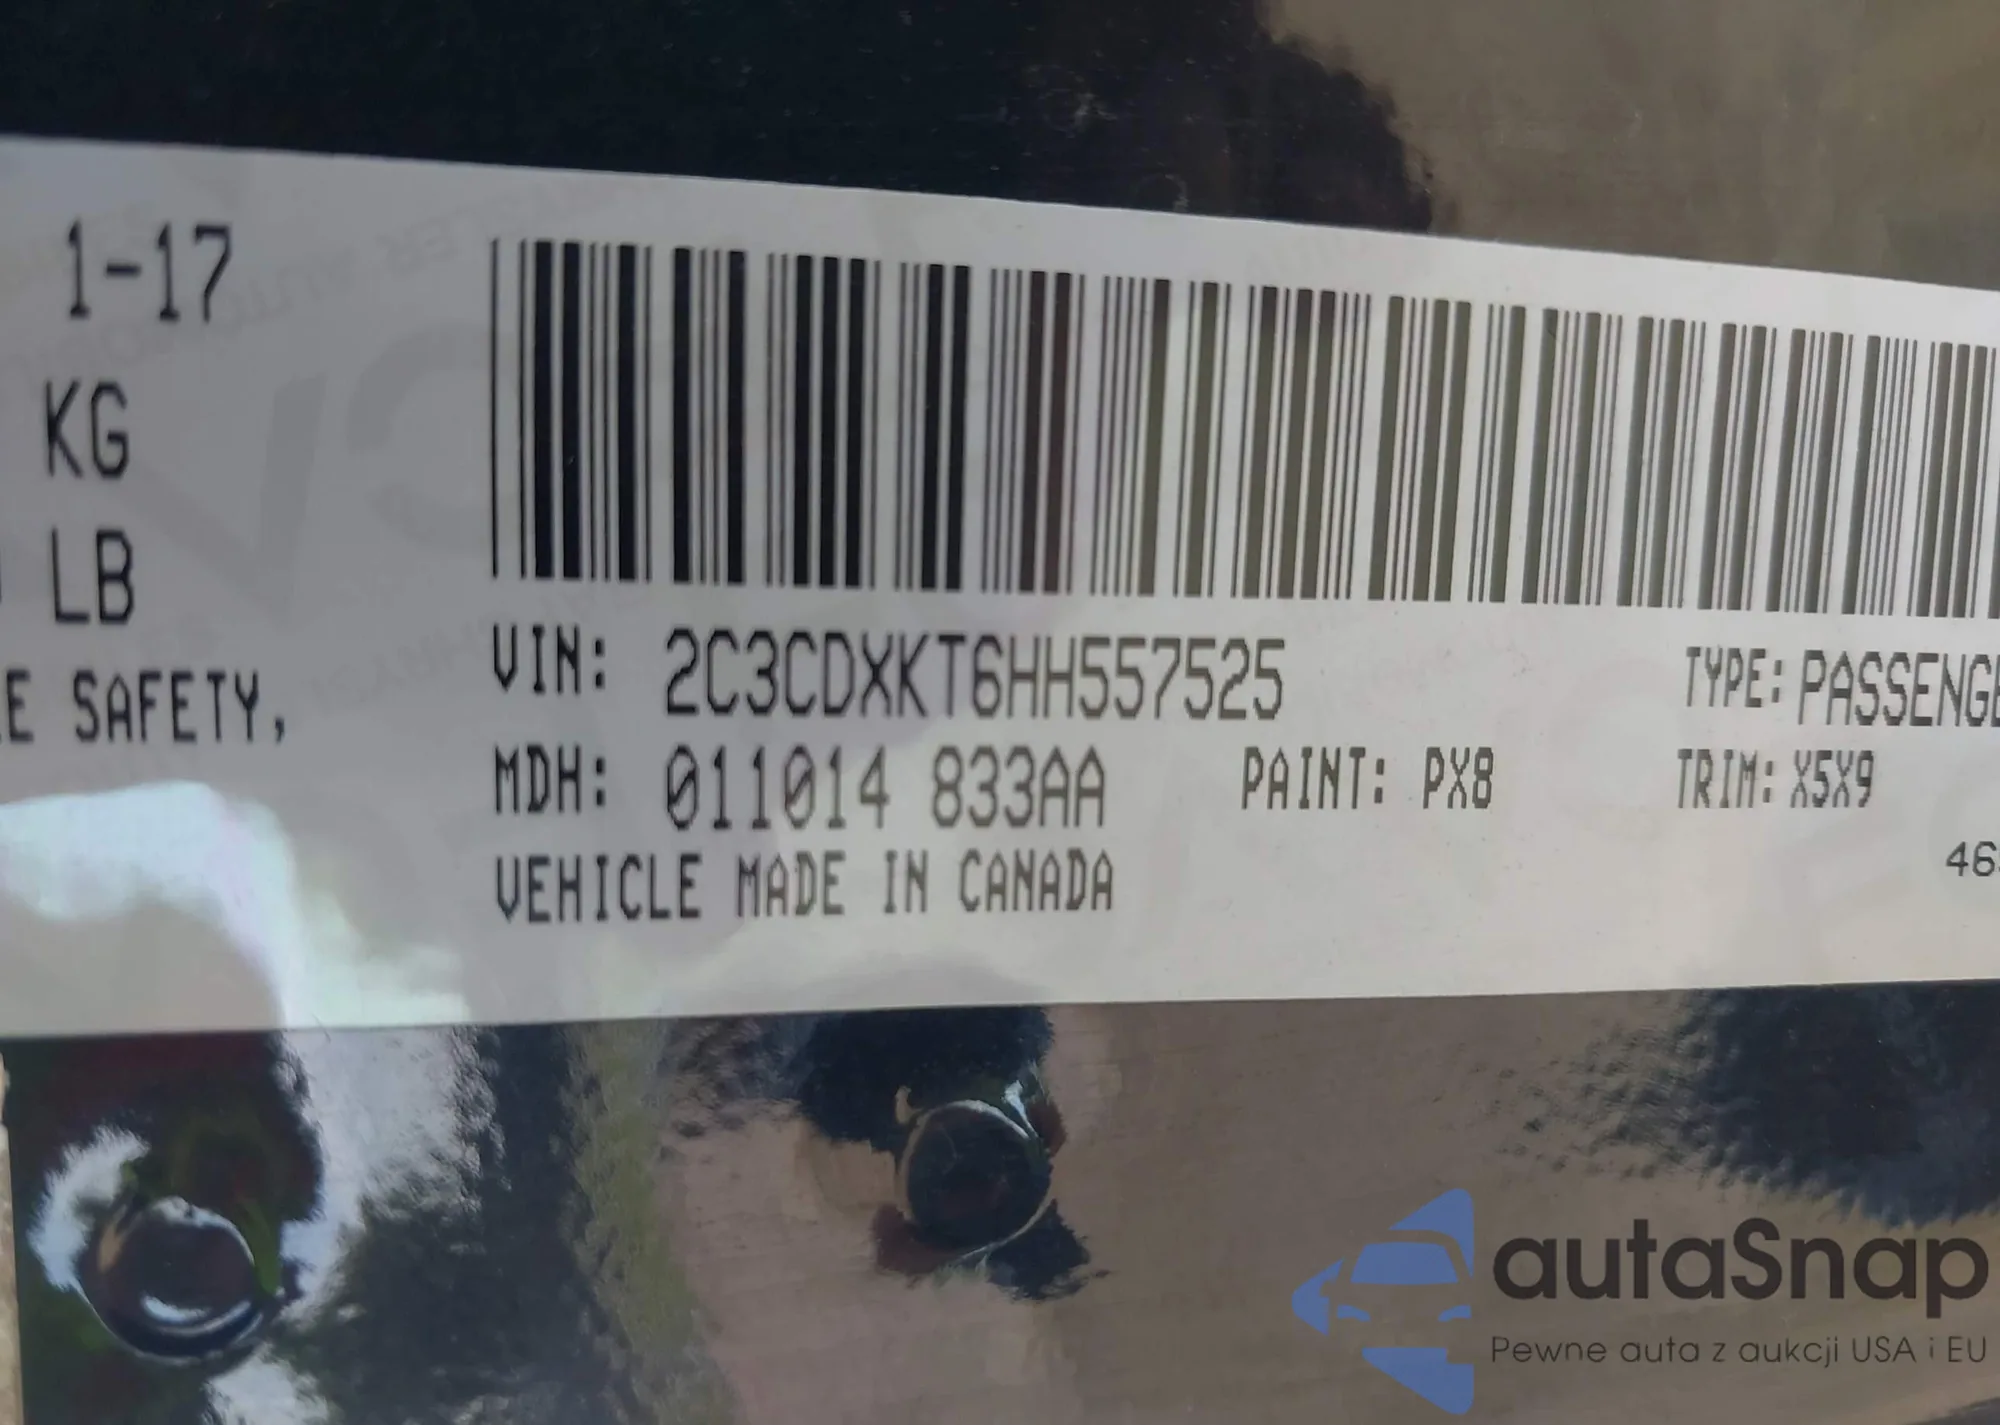 1-17
KG
LB
E SAFETY,
VIN: 2C3CDXKT6HH557525
TYPE: PASSENGE
MDH: 011014 833AA
PAINT: PX8
TRIM: X5X9
VEHICLE MADE IN CANADA
46
autaSnap
Pewne auta z aukcji USA i EU